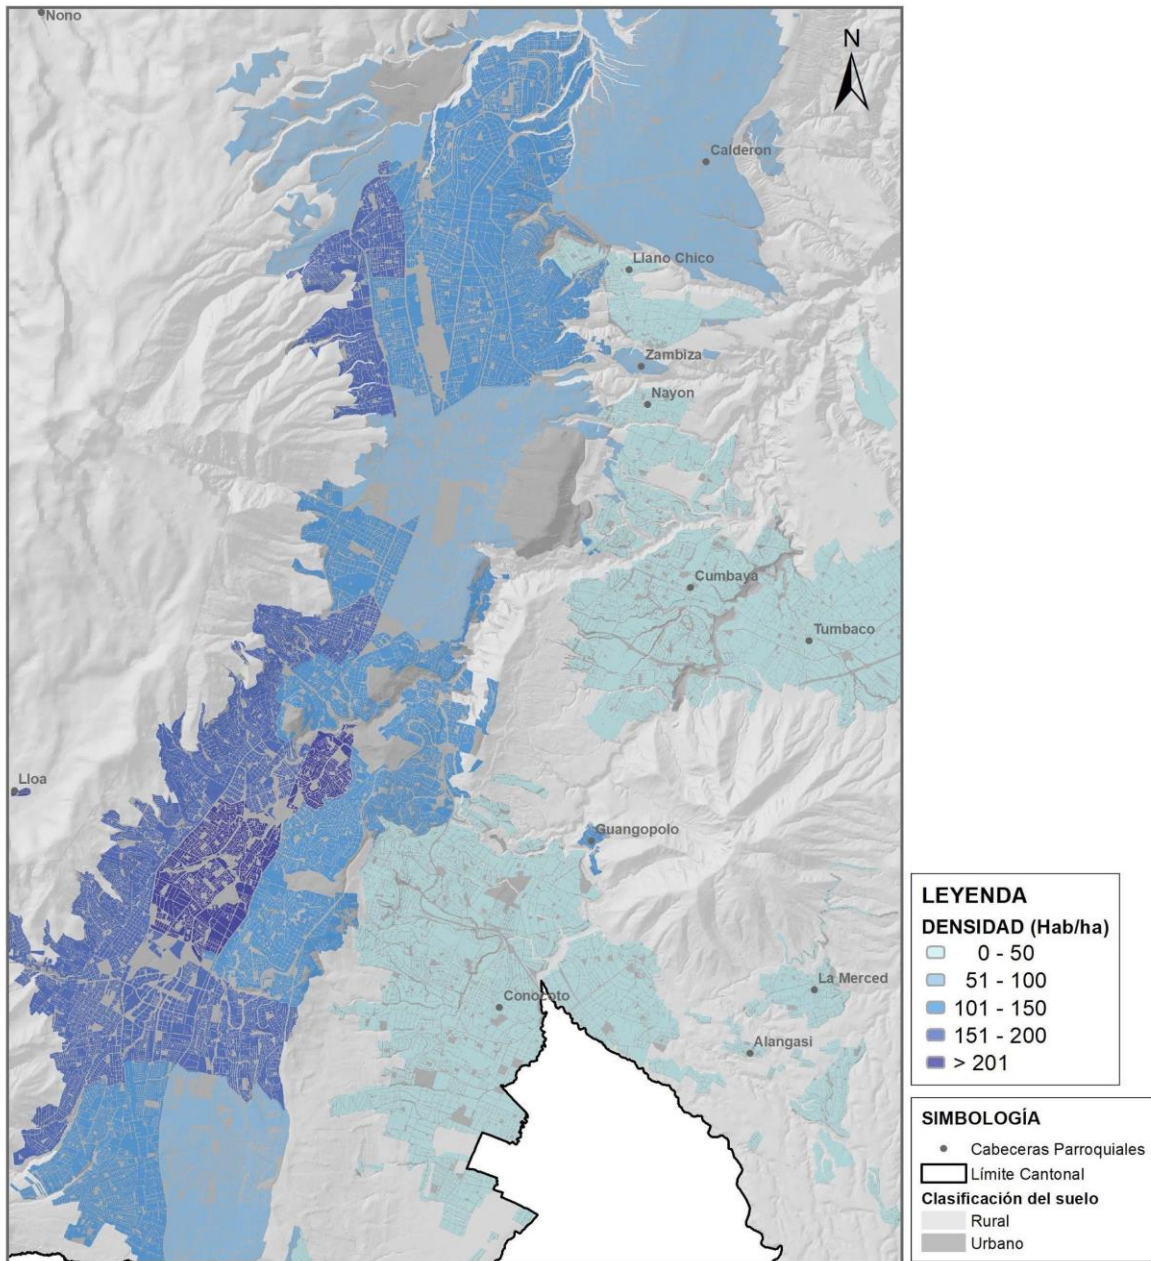 Nono
N
Calderon
Llano Chico
Zambiza
Nayon
Cumbaya
Tumbaco
Lloa
Guangopolo
La Merced
Conocoto
Alangasi
LEYENDA
DENSIDAD (Hab/ha)
0 - 50
51 - 100
101 - 150
151 - 200
> 201
SIMBOLOGÍA
Cabeceras Parroquiales
Límite Cantonal
Clasificación del suelo
Rural
Urbano